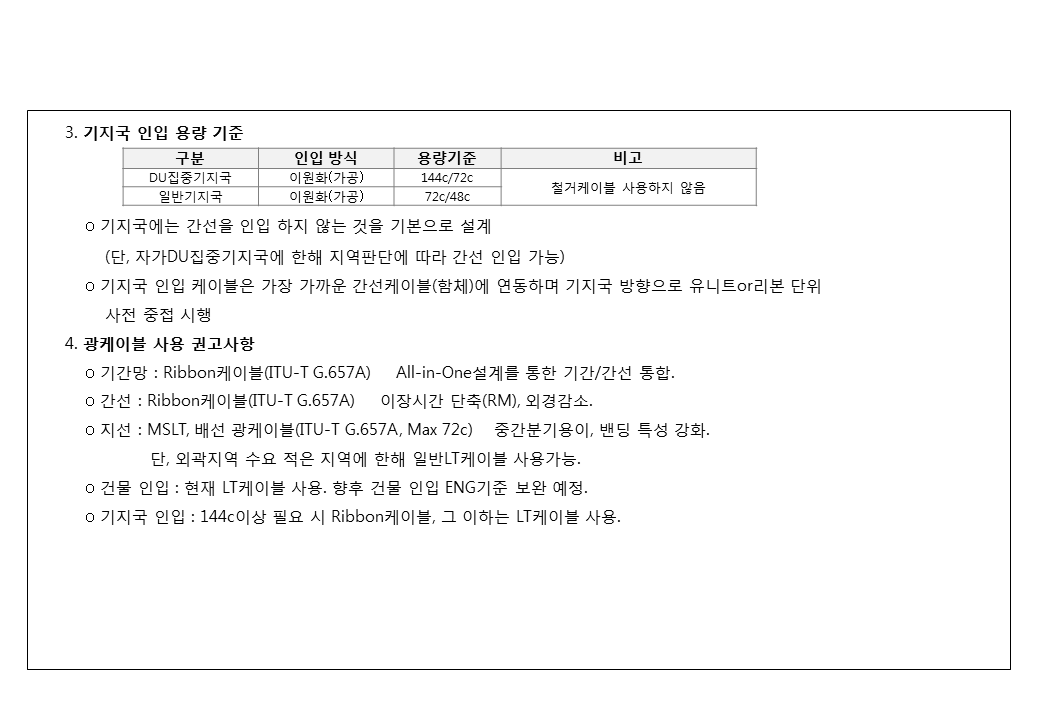 3. 기지국 인입 용량 기준
구분 인입 방식 용량기준 비고
DU집중기지국 이원화(가공) 144c/72c 철거케이블 사용하지 않음
일반기지국 이원화(가공) 72c/48c
o 기지국에는 간선을 인입 하지 않는 것을 기본으로 설계
(단, 자가DU집중기지국에 한해 지역판단에 따라 간선 인입 가능)
o 기지국 인입 케이블은 가장 가까운 간선케이블(함체)에 연동하며 기지국 방향으로 유니트or리본 단위
사전 중접 시행
4. 광케이블 사용 권고사항
o 기간망 : Ribbon케이블(ITU-T G.657A) All-in-One설계를 통한 기간/간선 통합.
o 간선 : Ribbon케이블(ITU-T G.657A) 이장시간 단축(RM), 외경감소.
o 지선 : MSLT, 배선 광케이블(ITU-T G.657A, Max 72c) 중간분기용이, 밴딩 특성 강화.
단, 외곽지역 수요 적은 지역에 한해 일반LT케이블 사용가능.
o 건물 인입 : 현재 LT케이블 사용. 향후 건물 인입 ENG기준 보완 예정.
o 기지국 인입 : 144c이상 필요 시 Ribbon케이블, 그 이하는 LT케이블 사용.